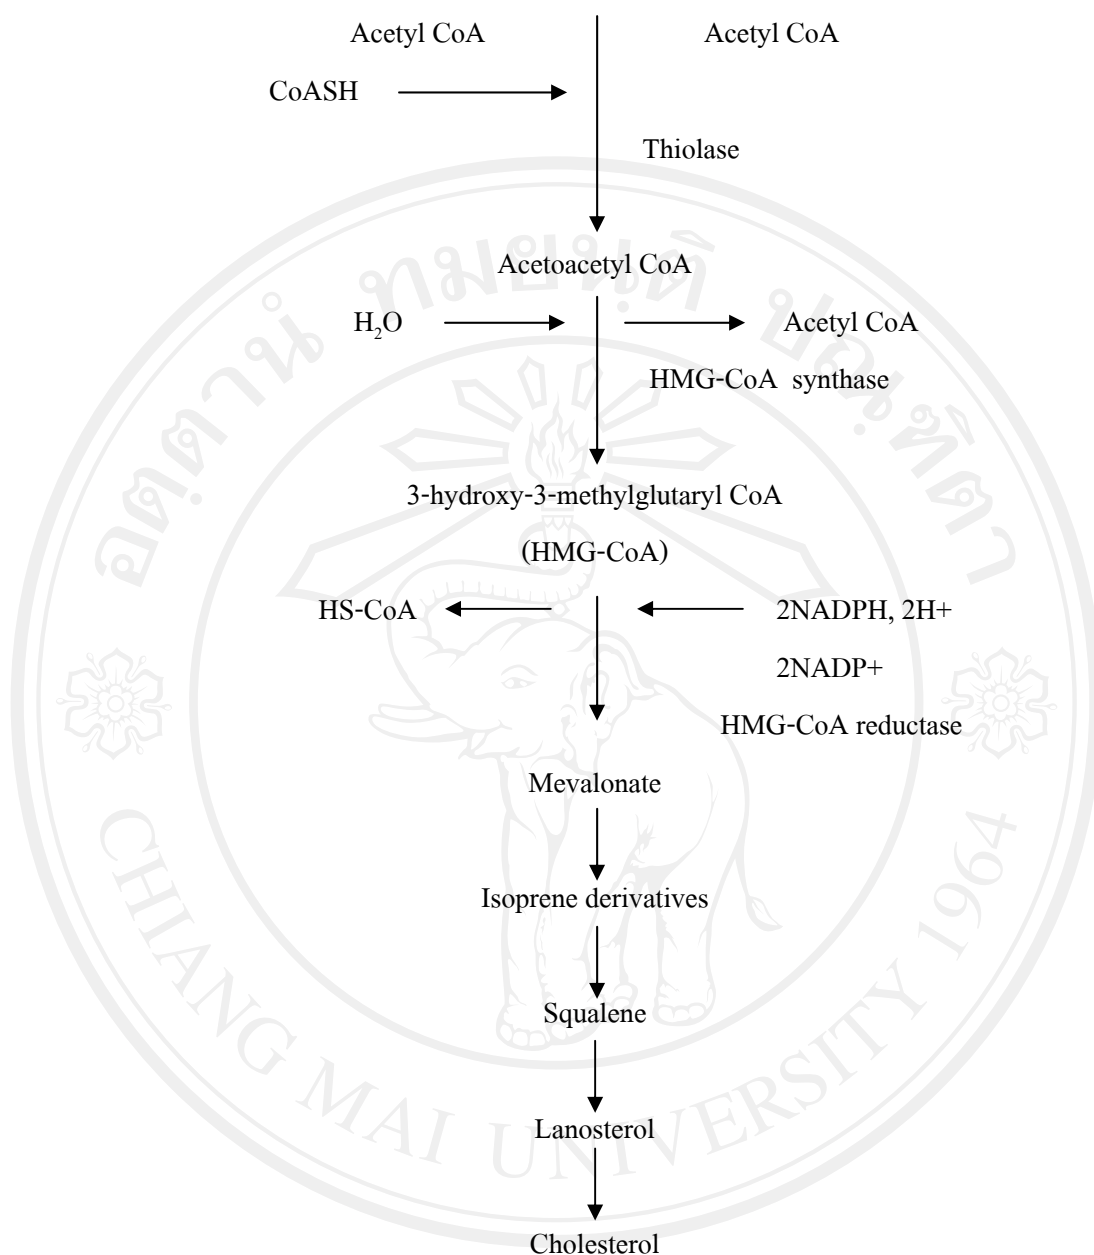 Acetyl CoA Acetyl CoA
CoASH
Thiolase
Acetoacetyl CoA
H₂O Acetyl CoA
HMG-CoA synthase
3-hydroxy-3-methylglutaryl CoA
(HMG-CoA)
HS-CoA 2NADPH, 2H+
2NADP+
HMG-CoA reductase
Mevalonate
Isoprene derivatives
Squalene
Lanosterol
Cholesterol
CHIANG MAI UNIVERSITY 1964